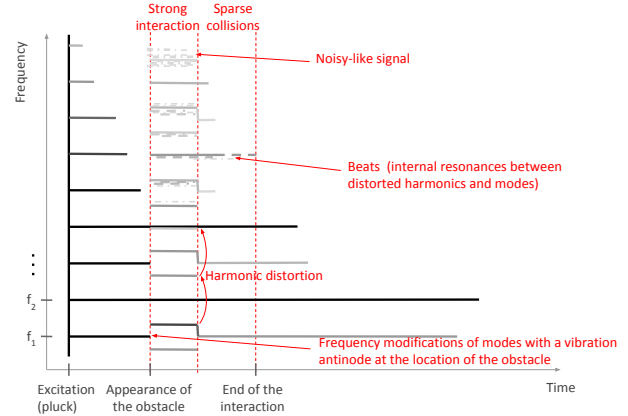 Strong
interaction
Sparse
collisions
Frequency
Noisy-like signal
Beats (internal resonances between
distorted harmonics and modes)
Harmonic distortion
f2
f1
Frequency modifications of modes with a vibration
antinode at the location of the obstacle
Time
Excitation
(pluck)
Appearance of
the obstacle
End of the
interaction